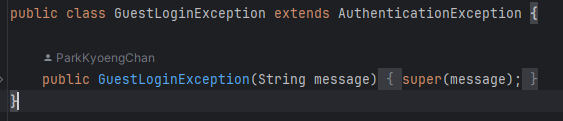 public class GuestLoginException extends AuthenticationException {
ParkKyoengChan
public GuestLoginException(String message) { super(message); }
}